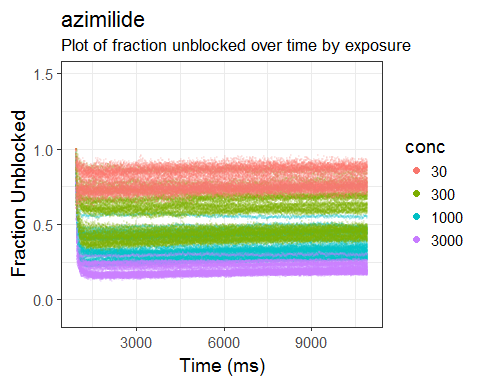 azimilide
Plot of fraction unblocked over time by exposure
1.5
1.0
0.5
0.0
Fraction Unblocked
3000
6000
9000
Time (ms)
conc
30
300
1000
3000